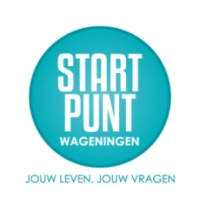 START
PUNT
WAGENINGEN
JOUW LEVEN, JOUW VRAGEN